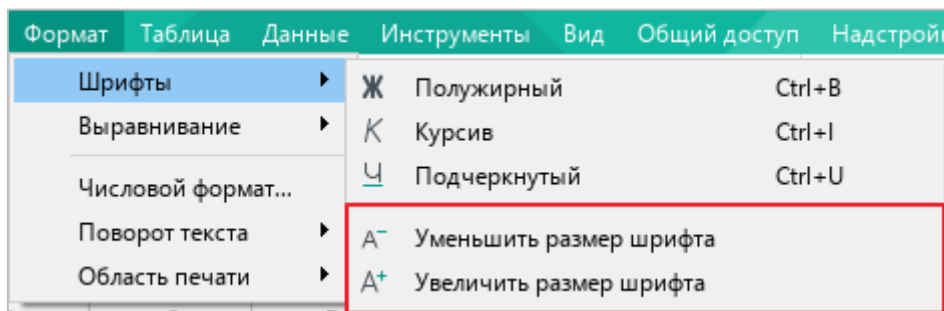 Формат Таблица Данные Инструменты Вид Общий доступ
Шрифты
Ж Полужирный Ctrl+B
Выравнивание
К Курсив Ctrl+I
Числовой формат...
Ч Подчеркнутый Ctrl+U
Поворот текста
A⁻ Уменьшить размер шрифта
Область печати
A⁺ Увеличить размер шрифта